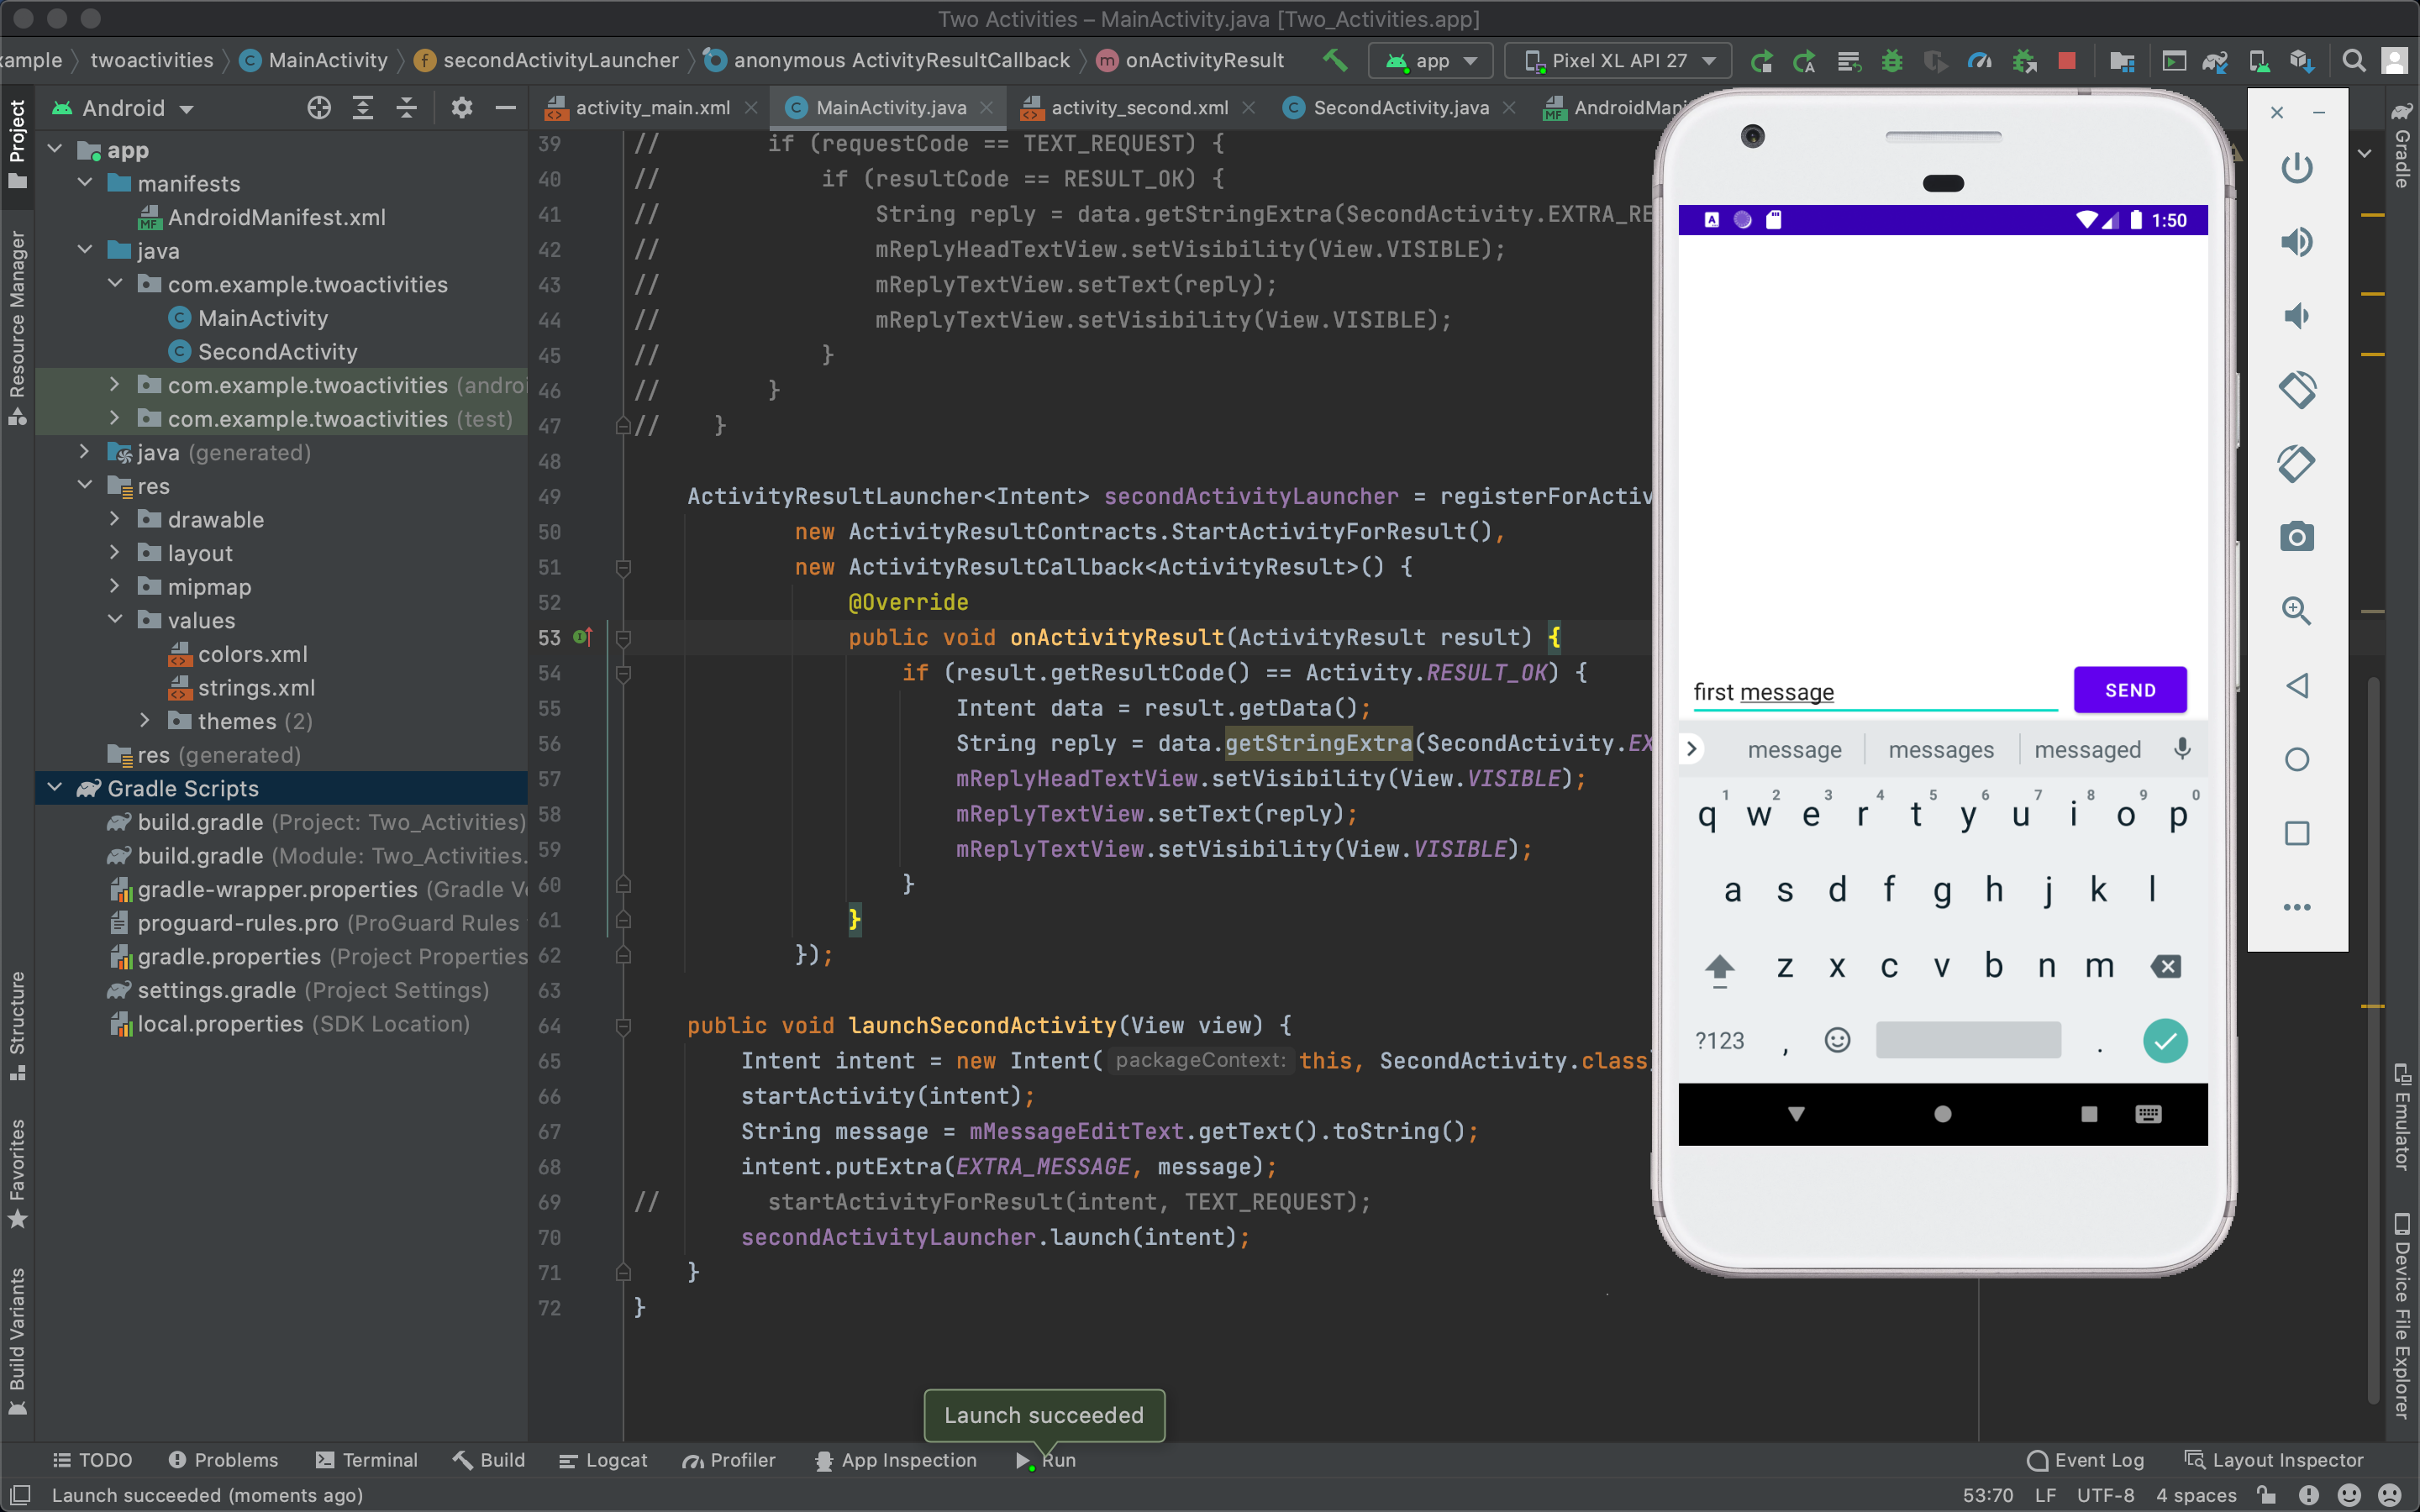 Two Activities – MainActivity.java [Two_Activities.app]
xample twoactivities MainActivity secondActivityLauncher anonymous ActivityResultCallback onActivityResult app Pixel XL API 27
Android
activity_main.xml MainActivity.java activity_second.xml SecondActivity.java AndroidMani
Project
Resource Manager
Structure
Favorites
Build Variants
app
manifests
AndroidManifest.xml
java
com.example.twoactivities
MainActivity
SecondActivity
com.example.twoactivities (androi
com.example.twoactivities (test)
java (generated)
res
drawable
layout
mipmap
values
colors.xml
strings.xml
themes (2)
res (generated)
Gradle Scripts
build.gradle (Project: Two_Activities)
build.gradle (Module: Two_Activities.
gradle-wrapper.properties (Gradle Ve
proguard-rules.pro (ProGuard Rules
gradle.properties (Project Properties
settings.gradle (Project Settings)
local.properties (SDK Location)
39 // if (requestCode == TEXT_REQUEST) {
40 // if (resultCode == RESULT_OK) {
41 // String reply = data.getStringExtra(SecondActivity.EXTRA_RE
42 // mReplyHeadTextView.setVisibility(View.VISIBLE);
43 // mReplyTextView.setText(reply);
44 // mReplyTextView.setVisibility(View.VISIBLE);
45 // }
46 // }
47 // }
48
49 ActivityResultLauncher<Intent> secondActivityLauncher = registerForActiv
50 new ActivityResultContracts.StartActivityForResult(),
51 new ActivityResultCallback<ActivityResult>() {
52 @Override
53 public void onActivityResult(ActivityResult result) {
54 if (result.getResultCode() == Activity.RESULT_OK) {
55 Intent data = result.getData();
56 String reply = data.getStringExtra(SecondActivity.EX
57 mReplyHeadTextView.setVisibility(View.VISIBLE);
58 mReplyTextView.setText(reply);
59 mReplyTextView.setVisibility(View.VISIBLE);
60 }
61 }
62 });
63
64 public void launchSecondActivity(View view) {
65 Intent intent = new Intent( packageContext: this, SecondActivity.class)
66 startActivity(intent);
67 String message = mMessageEditText.getText().toString();
68 intent.putExtra(EXTRA_MESSAGE, message);
69 // startActivityForResult(intent, TEXT_REQUEST);
70 secondActivityLauncher.launch(intent);
71 }
72 }
1:50
first message SEND
message messages messaged
q 1 w 2 e 3 r 4 t 5 y 6 u 7 i 8 o 9 p 0
a s d f g h j k l
z x c v b n m
?123 , .
Gradle
Emulator
Device File Explorer
Launch succeeded
TODO Problems Terminal Build Logcat Profiler App Inspection Run Event Log Layout Inspector
Launch succeeded (moments ago) 53:70 LF UTF-8 4 spaces